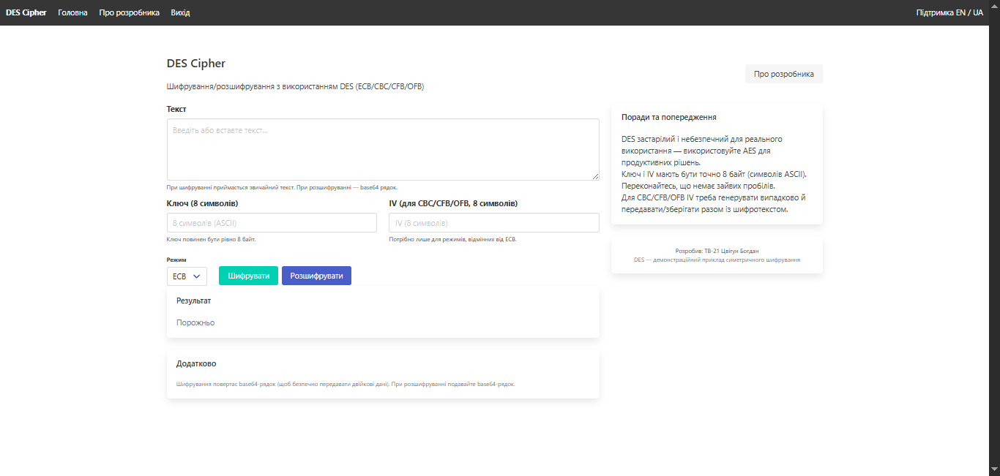 DES Cipher Головна Про розробника Вихід Підтримка EN / UA
DES Cipher
Про розробника
Шифрування/розшифрування з використанням DES (ECB/CBC/CFB/OFB)
Текст
Введіть або вставте текст...
При шифруванні приймається звичайний текст. При розшифруванні — base64 рядок.
Ключ (8 символів)
8 символів (ASCII)
Ключ повинен бути рівно 8 байт.
IV (для CBC/CFB/OFB, 8 символів)
IV (8 символів)
Потрібно лише для режимів, відмінних від ECB.
Режим
ECB
Шифрувати
Розшифрувати
Результат
Порожньо
Додатково
Шифрування повертає base64-рядок (щоб безпечно передавати двійкові дані). При розшифруванні подавайте base64-рядок.
Поради та попередження
DES застарілий і небезпечний для реального
використання — використовуйте AES для
продуктивних рішень.
Ключ і IV мають бути точно 8 байт (символів ASCII).
Переконайтесь, що немає зайвих пробілів.
Для CBC/CFB/OFB IV треба генерувати випадково й
передавати/зберігати разом із шифротекстом.
Розробив: ТВ-21 Цвігун Богдан
DES — демонстраційний приклад симетричного шифрування